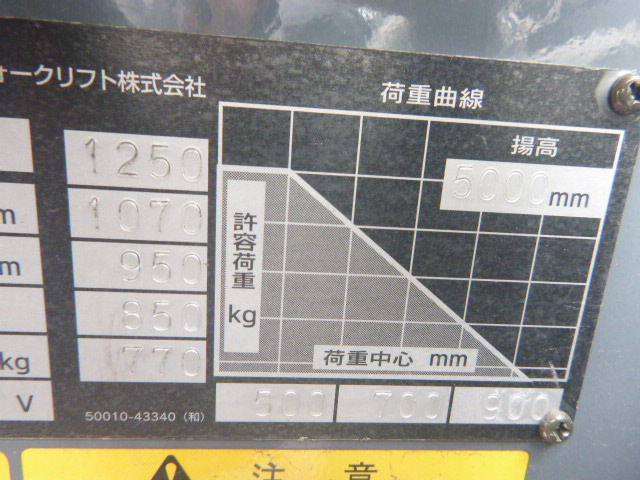 ォークリフト株式会社
荷重曲線
揚高
5000mm
1250
m 1070
m 950
850
kg 770
V
許容荷重
kg
荷重中心 mm
500 700 900
50010-43340 (和)
注意